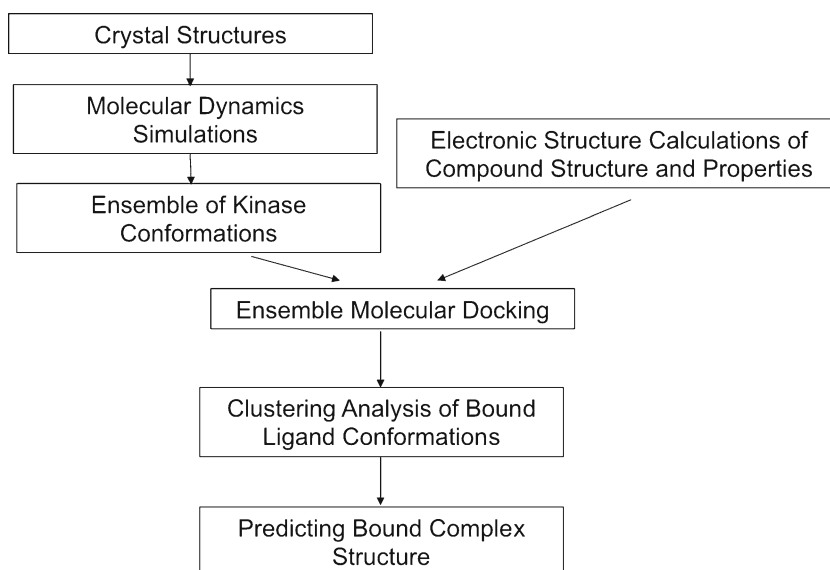 Crystal Structures
Molecular Dynamics
Simulations
Electronic Structure Calculations of
Compound Structure and Properties
Ensemble of Kinase
Conformations
Ensemble Molecular Docking
Clustering Analysis of Bound
Ligand Conformations
Predicting Bound Complex
Structure